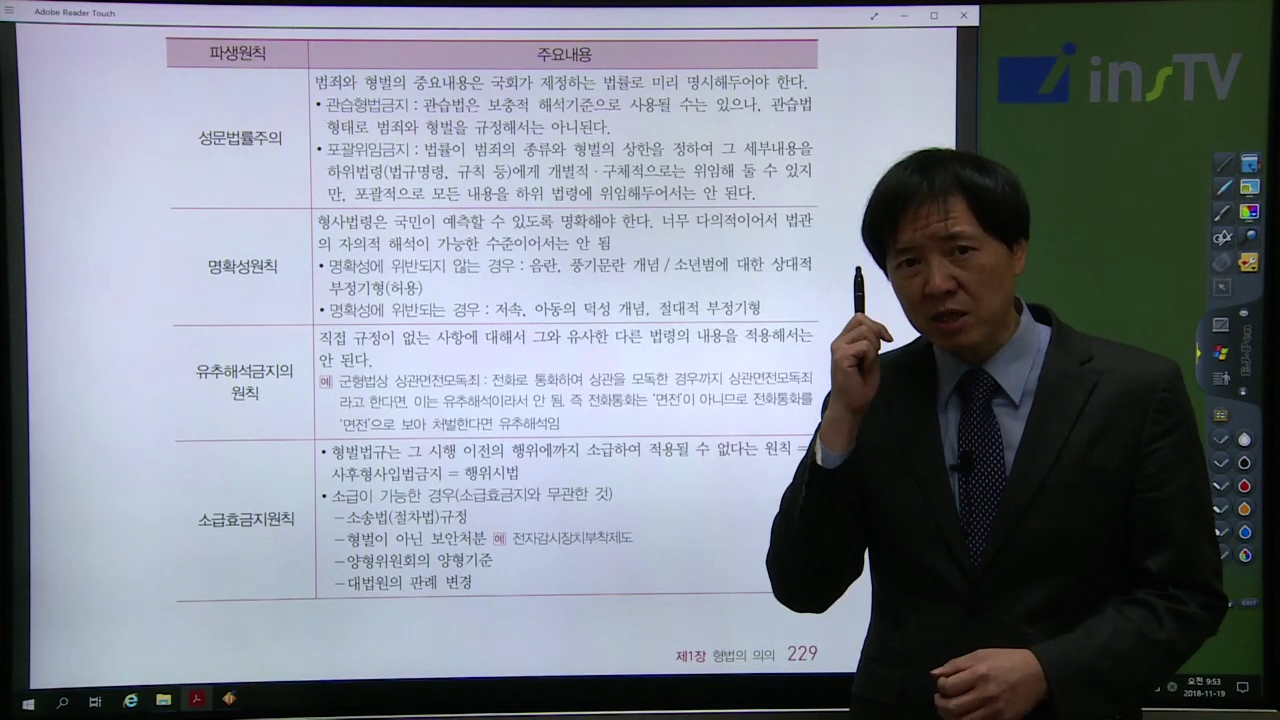 Adobe Reader Touch
파생원칙 주요내용
성문법률주의
범죄와 형벌의 중요내용은 국회가 제정하는 법률로 미리 명시해두어야 한다.
• 관습형법금지 : 관습법은 보충적 해석기준으로 사용될 수는 있으나, 관습법
형태로 범죄와 형벌을 규정해서는 아니된다.
• 포괄위임금지 : 법률이 범죄의 종류와 형벌의 상한을 정하여 그 세부내용을
하위법령(법규명령, 규칙 등)에게 개별적·구체적으로는 위임해 둘 수 있지
만, 포괄적으로 모든 내용을 하위 법령에 위임해두어서는 안 된다.
명확성원칙
형사법령은 국민이 예측할 수 있도록 명확해야 한다. 너무 다의적이어서 법관
의 자의적 해석이 가능한 수준이어서는 안 됨
• 명확성에 위반되지 않는 경우 : 음란, 풍기문란 개념 / 소년범에 대한 상대적
부정기형(허용)
• 명확성에 위반되는 경우 : 저속, 아동의 덕성 개념, 절대적 부정기형
유추해석금지의
원칙
직접 규정이 없는 사항에 대해서 그와 유사한 다른 법령의 내용을 적용해서는
안 된다.
예 군형법상 상관면전모독죄 : 전화로 통화하여 상관을 모독한 경우까지 상관면전모독죄
라고 한다면, 이는 유추해석이라서 안 됨, 즉 전화통화는 '면전'이 아니므로 전화통화를
'면전'으로 보아 처벌한다면 유추해석임
소급효금지원칙
• 형벌법규는 그 시행 이전의 행위에까지 소급하여 적용될 수 없다는 원칙 =
사후형사입법금지 = 행위시법
• 소급이 가능한 경우(소급효금지와 무관한 것)
－소송법(절차법)규정
－형벌이 아닌 보안처분 예 전자감시장치부착제도
－양형위원회의 양형기준
－대법원의 판례 변경
제1장 형법의 의의 229
insTV
EXIT
오전 9:53
2018-11-19